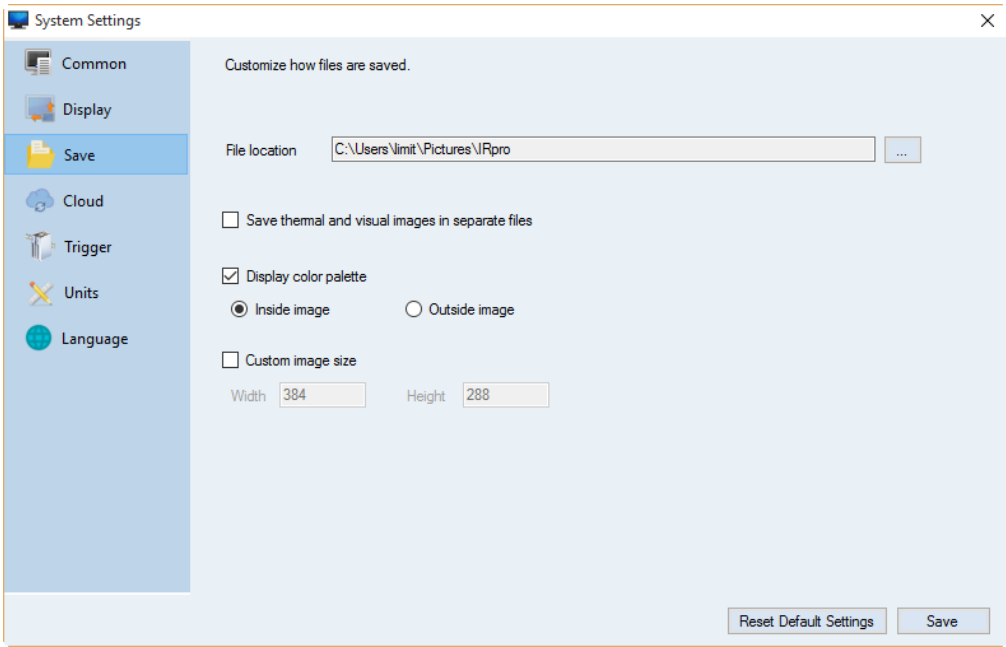 System Settings
Common
Display
Save
Cloud
Trigger
Units
Language
Customize how files are saved.
File location C:\Users\limit\Pictures\IRpro ...
Save thermal and visual images in separate files
Display color palette
Inside image Outside image
Custom image size
Width 384 Height 288
Reset Default Settings Save